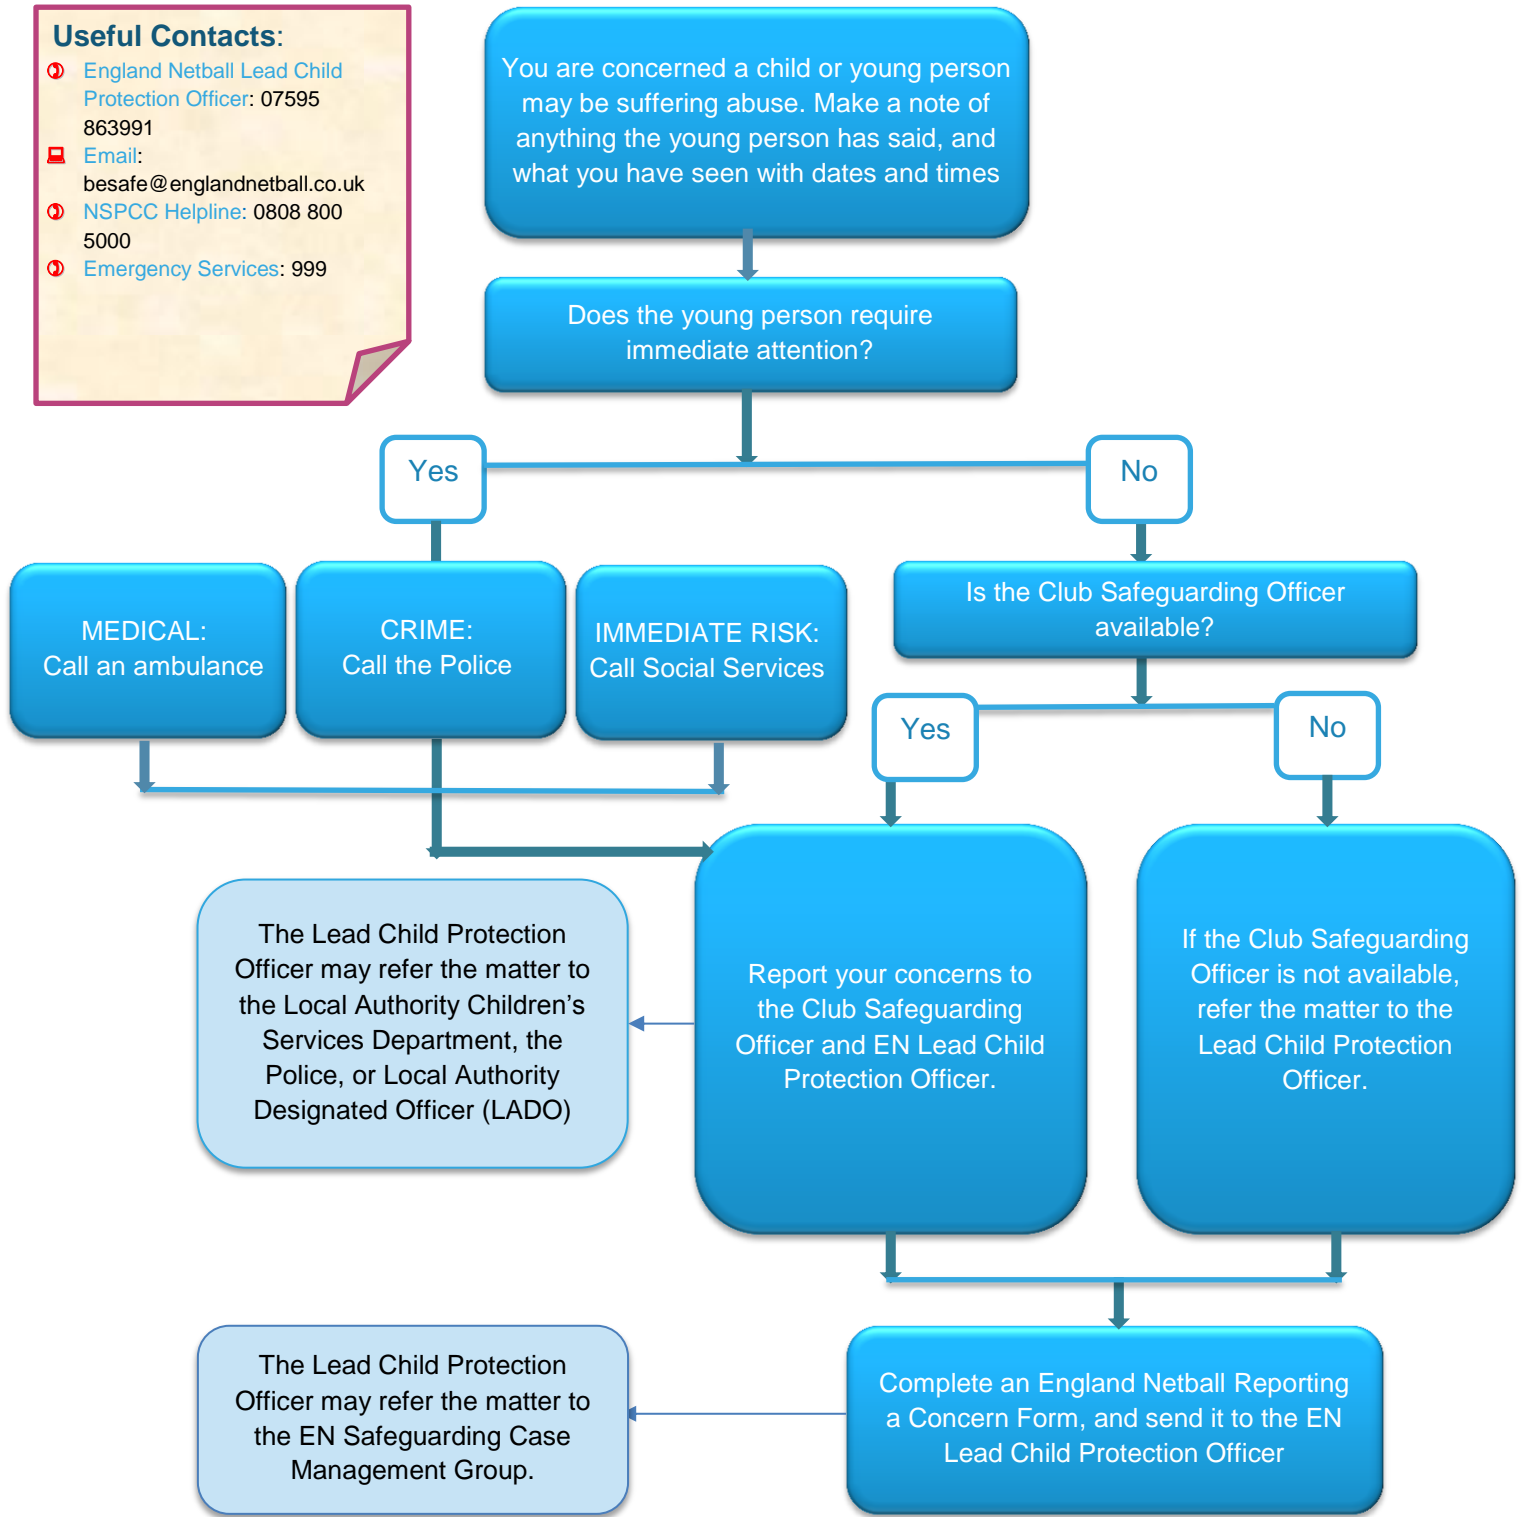 Useful Contacts:
England Netball Lead Child
Protection Officer: 07595
863991
Email:
besafe@englandnetball.co.uk
NSPCC Helpline: 0808 800
5000
Emergency Services: 999
You are concerned a child or young person
may be suffering abuse. Make a note of
anything the young person has said, and
what you have seen with dates and times
Does the young person require
immediate attention?
Yes
No
MEDICAL:
Call an ambulance
CRIME:
Call the Police
IMMEDIATE RISK:
Call Social Services
Is the Club Safeguarding Officer
available?
Yes
No
The Lead Child Protection
Officer may refer the matter to
the Local Authority Children’s
Services Department, the
Police, or Local Authority
Designated Officer (LADO)
Report your concerns to
the Club Safeguarding
Officer and EN Lead Child
Protection Officer.
If the Club Safeguarding
Officer is not available,
refer the matter to the
Lead Child Protection
Officer.
The Lead Child Protection
Officer may refer the matter to
the EN Safeguarding Case
Management Group.
Complete an England Netball Reporting
a Concern Form, and send it to the EN
Lead Child Protection Officer